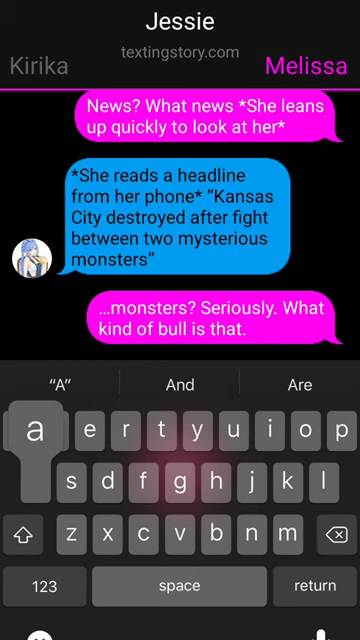 Jessie
textingstory.com
Kirika
Melissa
News? What news *She leans
up quickly to look at her*
*She reads a headline
from her phone* “Kansas
City destroyed after fight
between two mysterious
monsters”
…monsters? Seriously. What
kind of bull is that.
“A” And Are
a e r t y u i o p
s d f g h j k l
z x c v b n m
123 space return